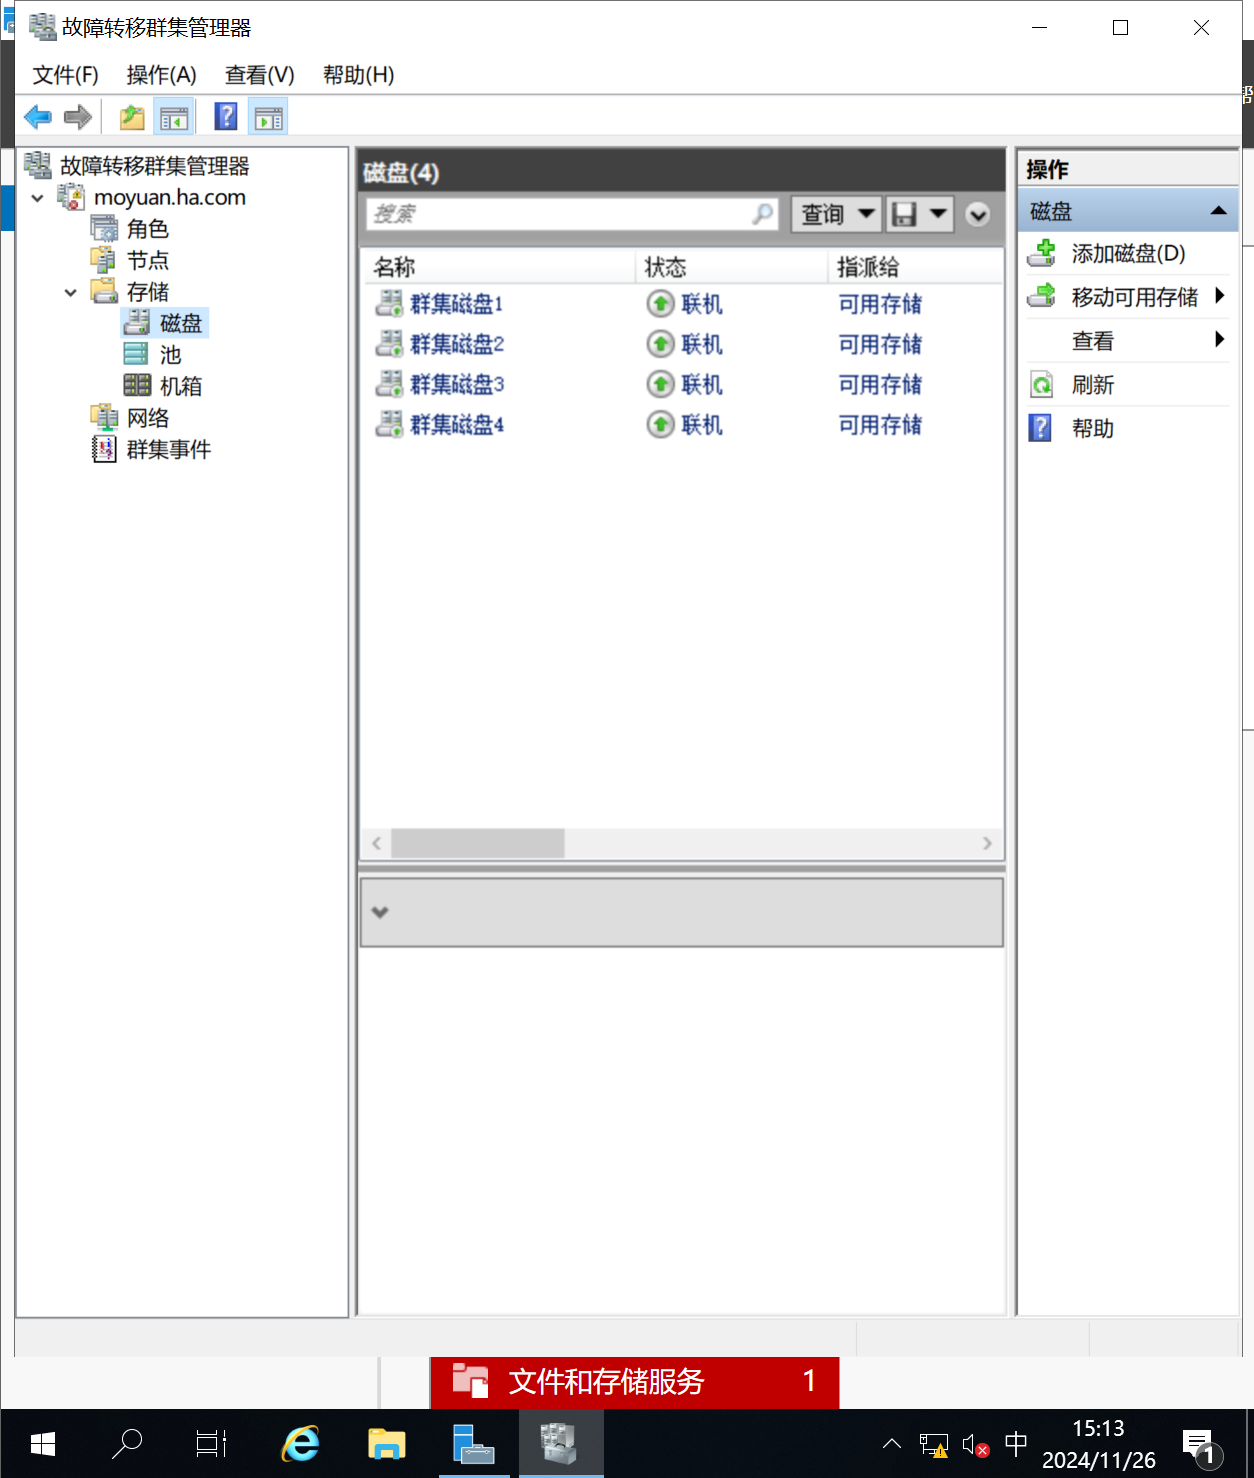 故障转移群集管理器
文件(F) 操作(A) 查看(V) 帮助(H)
故障转移群集管理器
moyuan.ha.com
角色
节点
存储
磁盘
池
机箱
网络
群集事件
磁盘(4)
搜索
查询
名称 状态 指派给
群集磁盘1 联机 可用存储
群集磁盘2 联机 可用存储
群集磁盘3 联机 可用存储
群集磁盘4 联机 可用存储
操作
磁盘
添加磁盘(D)
移动可用存储
查看
刷新
帮助
文件和存储服务 1
中
15:13
2024/11/26
1